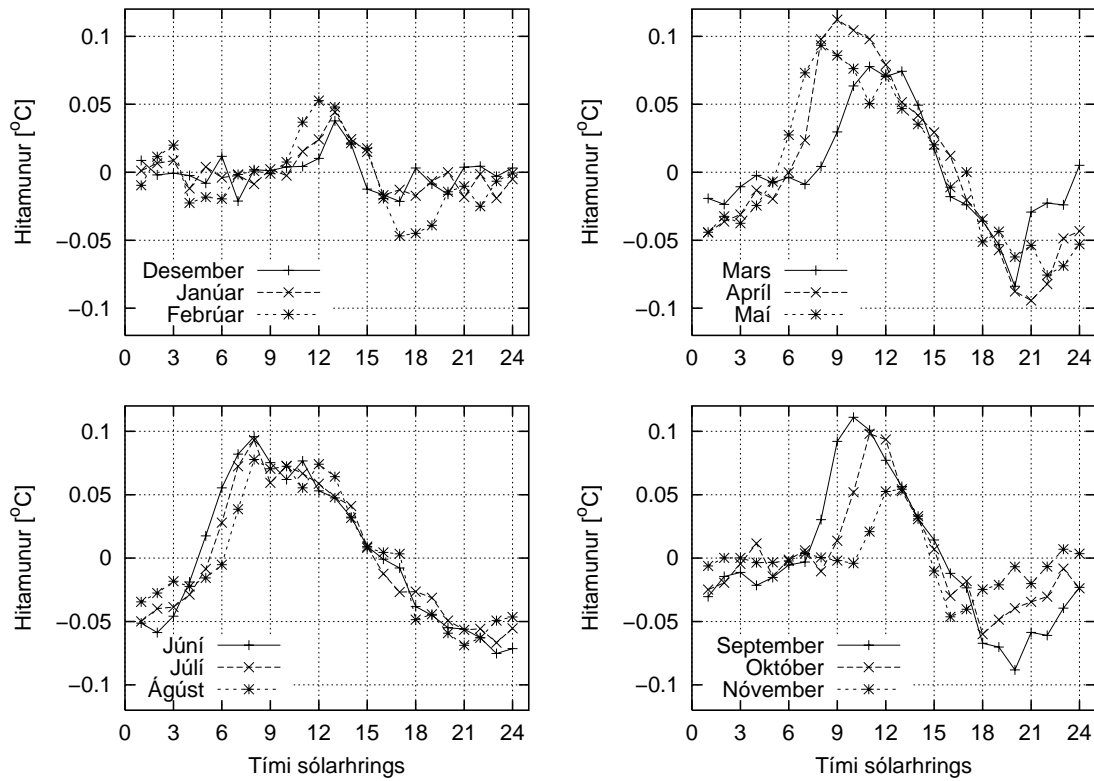 Hitamunur [°C]
0.1
0.05
0
−0.05
−0.1
Desember
Janúar
Febrúar
0 3 6 9 12 15 18 21 24
Hitamunur [°C]
0.1
0.05
0
−0.05
−0.1
Mars
Apríl
Maí
0 3 6 9 12 15 18 21 24
Hitamunur [°C]
0.1
0.05
0
−0.05
−0.1
Júní
Júlí
Ágúst
0 3 6 9 12 15 18 21 24
Tími sólarhrings
Hitamunur [°C]
0.1
0.05
0
−0.05
−0.1
September
Október
Nóvember
0 3 6 9 12 15 18 21 24
Tími sólarhrings